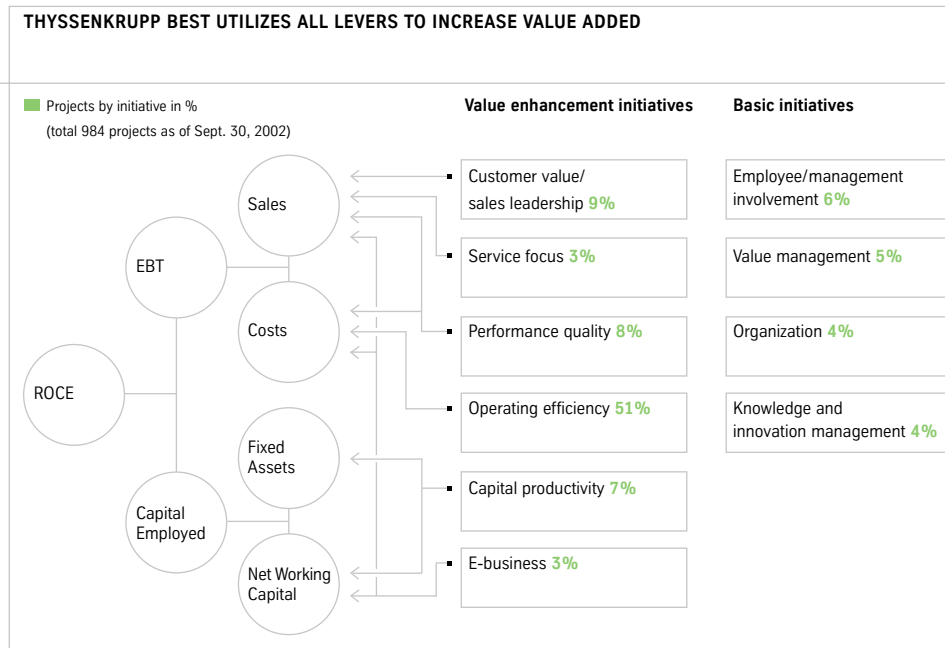 THYSSENKRUPP BEST UTILIZES ALL LEVERS TO INCREASE VALUE ADDED
Projects by initiative in %
(total 984 projects as of Sept. 30, 2002)
Value enhancement initiatives
Basic initiatives
ROCE
EBT
Capital
Employed
Sales
Costs
Fixed
Assets
Net Working
Capital
Customer value/
sales leadership 9%
Service focus 3%
Performance quality 8%
Operating efficiency 51%
Capital productivity 7%
E-business 3%
Employee/management
involvement 6%
Value management 5%
Organization 4%
Knowledge and
innovation management 4%